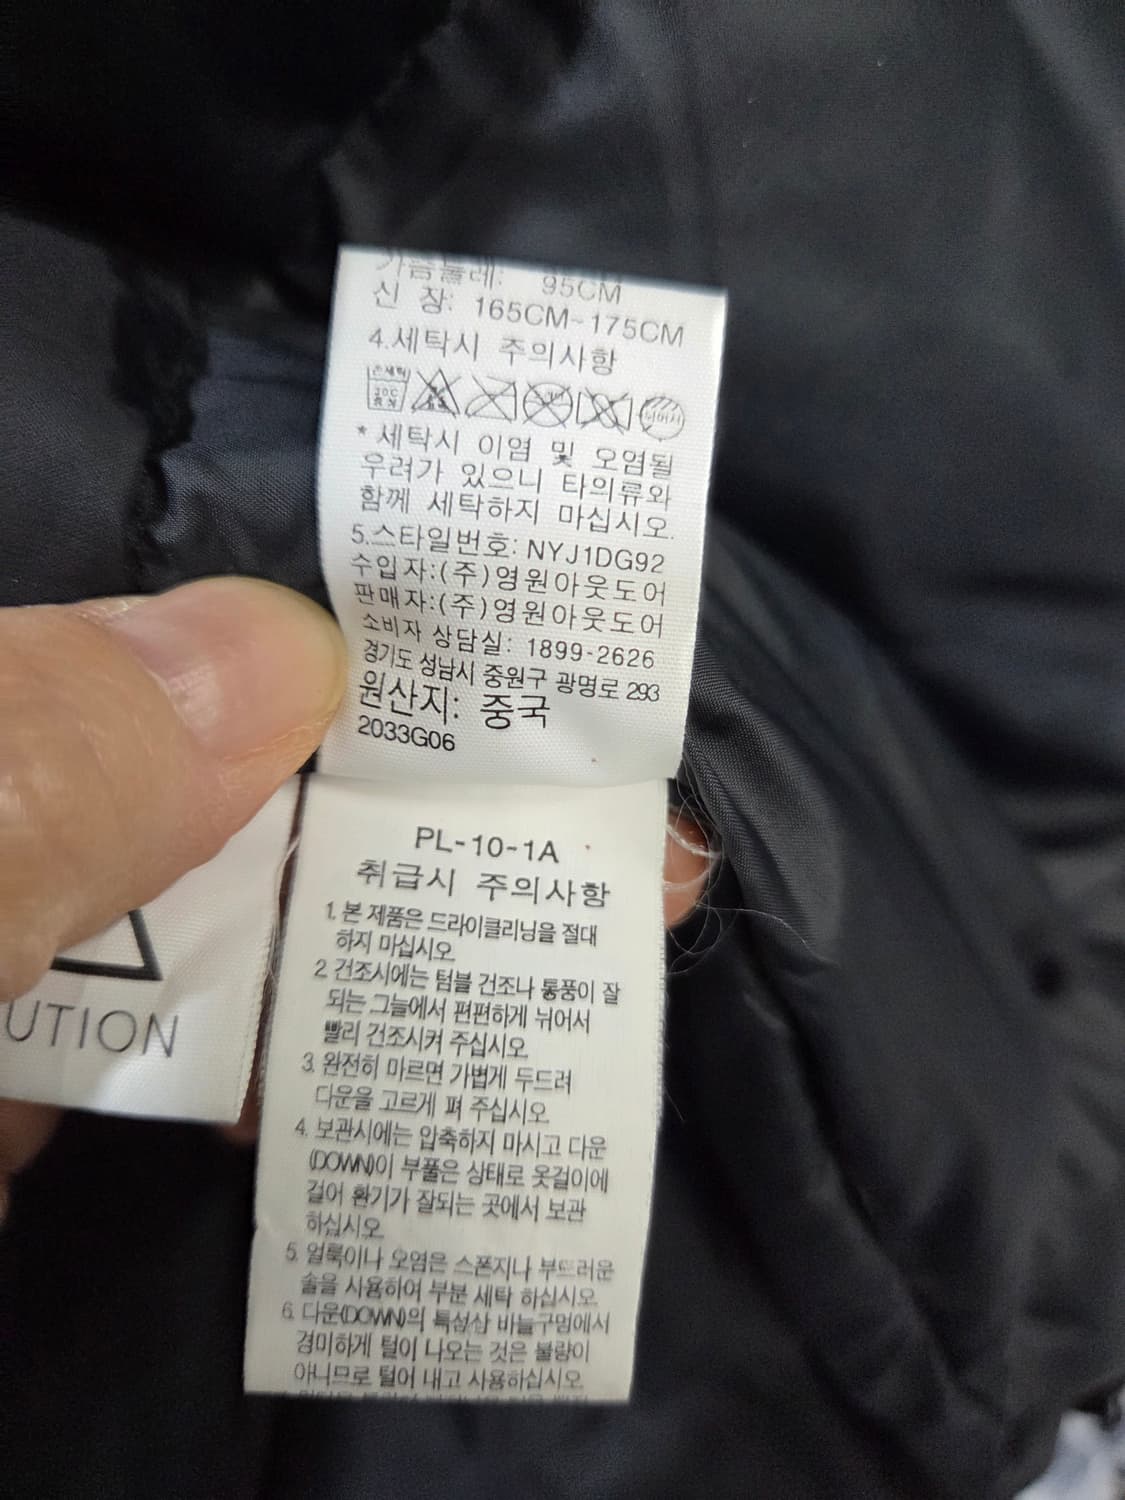 가슴둘레: 95CM
신 장: 165CM~175CM
4.세탁시 주의사항
손세탁
30℃
중성
* 세탁시 이염 및 오염될
우려가 있으니 타의류와
함께 세탁하지 마십시오.
5.스타일번호: NYJ1DG92
수입자:(주)영원아웃도어
판매자:(주)영원아웃도어
소비자 상담실: 1899-2626
경기도 성남시 중원구 광명로 293
원산지: 중국
2033G06
PL-10-1A
취급시 주의사항
1. 본 제품은 드라이클리닝을 절대
하지 마십시오
2 건조시에는 텀블 건조나 통풍이 잘
되는 그늘에서 편편하게 뉘어서
빨리 건조시켜 주십시오
3. 완전히 마르면 가볍게 두드려
다운을 고르게 펴 주십시오
4. 보관시에는 압축하지 마시고 다운
(DOWN)이 부풀은 상태로 옷걸이에
걸어 환기가 잘되는 곳에서 보관
하십시오
5. 얼룩이나 오염은 스폰지나 부드러운
솔을 사용하여 부분 세탁 하십시오
6. 다운(DOWN)의 특성상 바늘구멍에서
경미하게 털이 나오는 것은 불량이
아니므로 털어 내고 사용하십시오
UTION